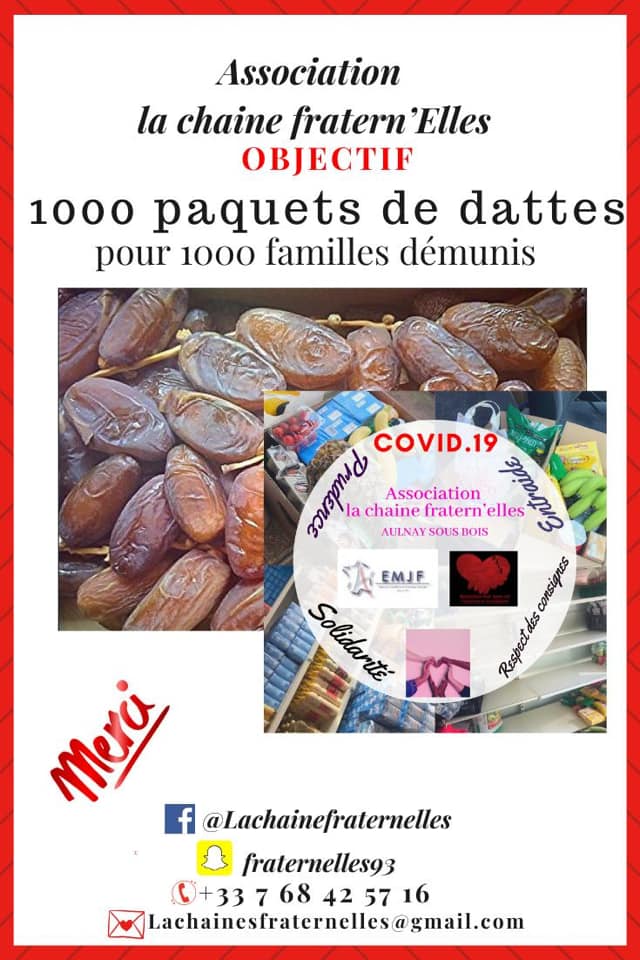 Association
la chaine fratern’Elles
OBJECTIF
1000 paquets de dattes
pour 1000 familles démunis
COVID.19
Prudence
Entraide
Association
la chaine fratern’elles
AULNAY SOUS BOIS
EMJF
Solidarité
Respect des consignes
Merci
@Lachainefraternelles
fraternelles93
+33 7 68 42 57 16
Lachainesfraternelles@gmail.com